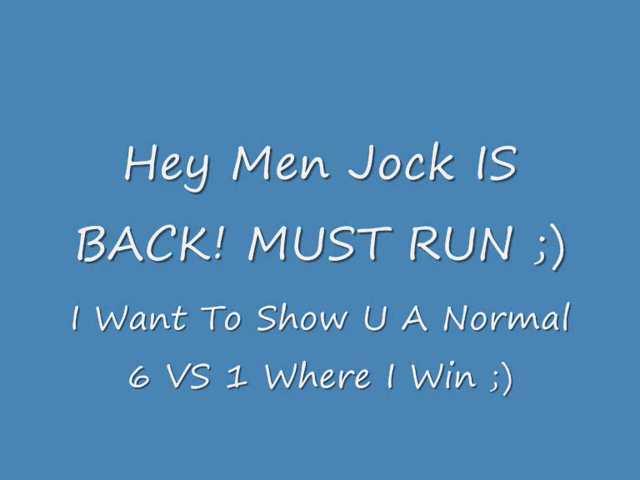 Hey Men Jock IS
BACK! MUST RUN ;)
I Want To Show U A Normal
6 VS 1 Where I Win ;)